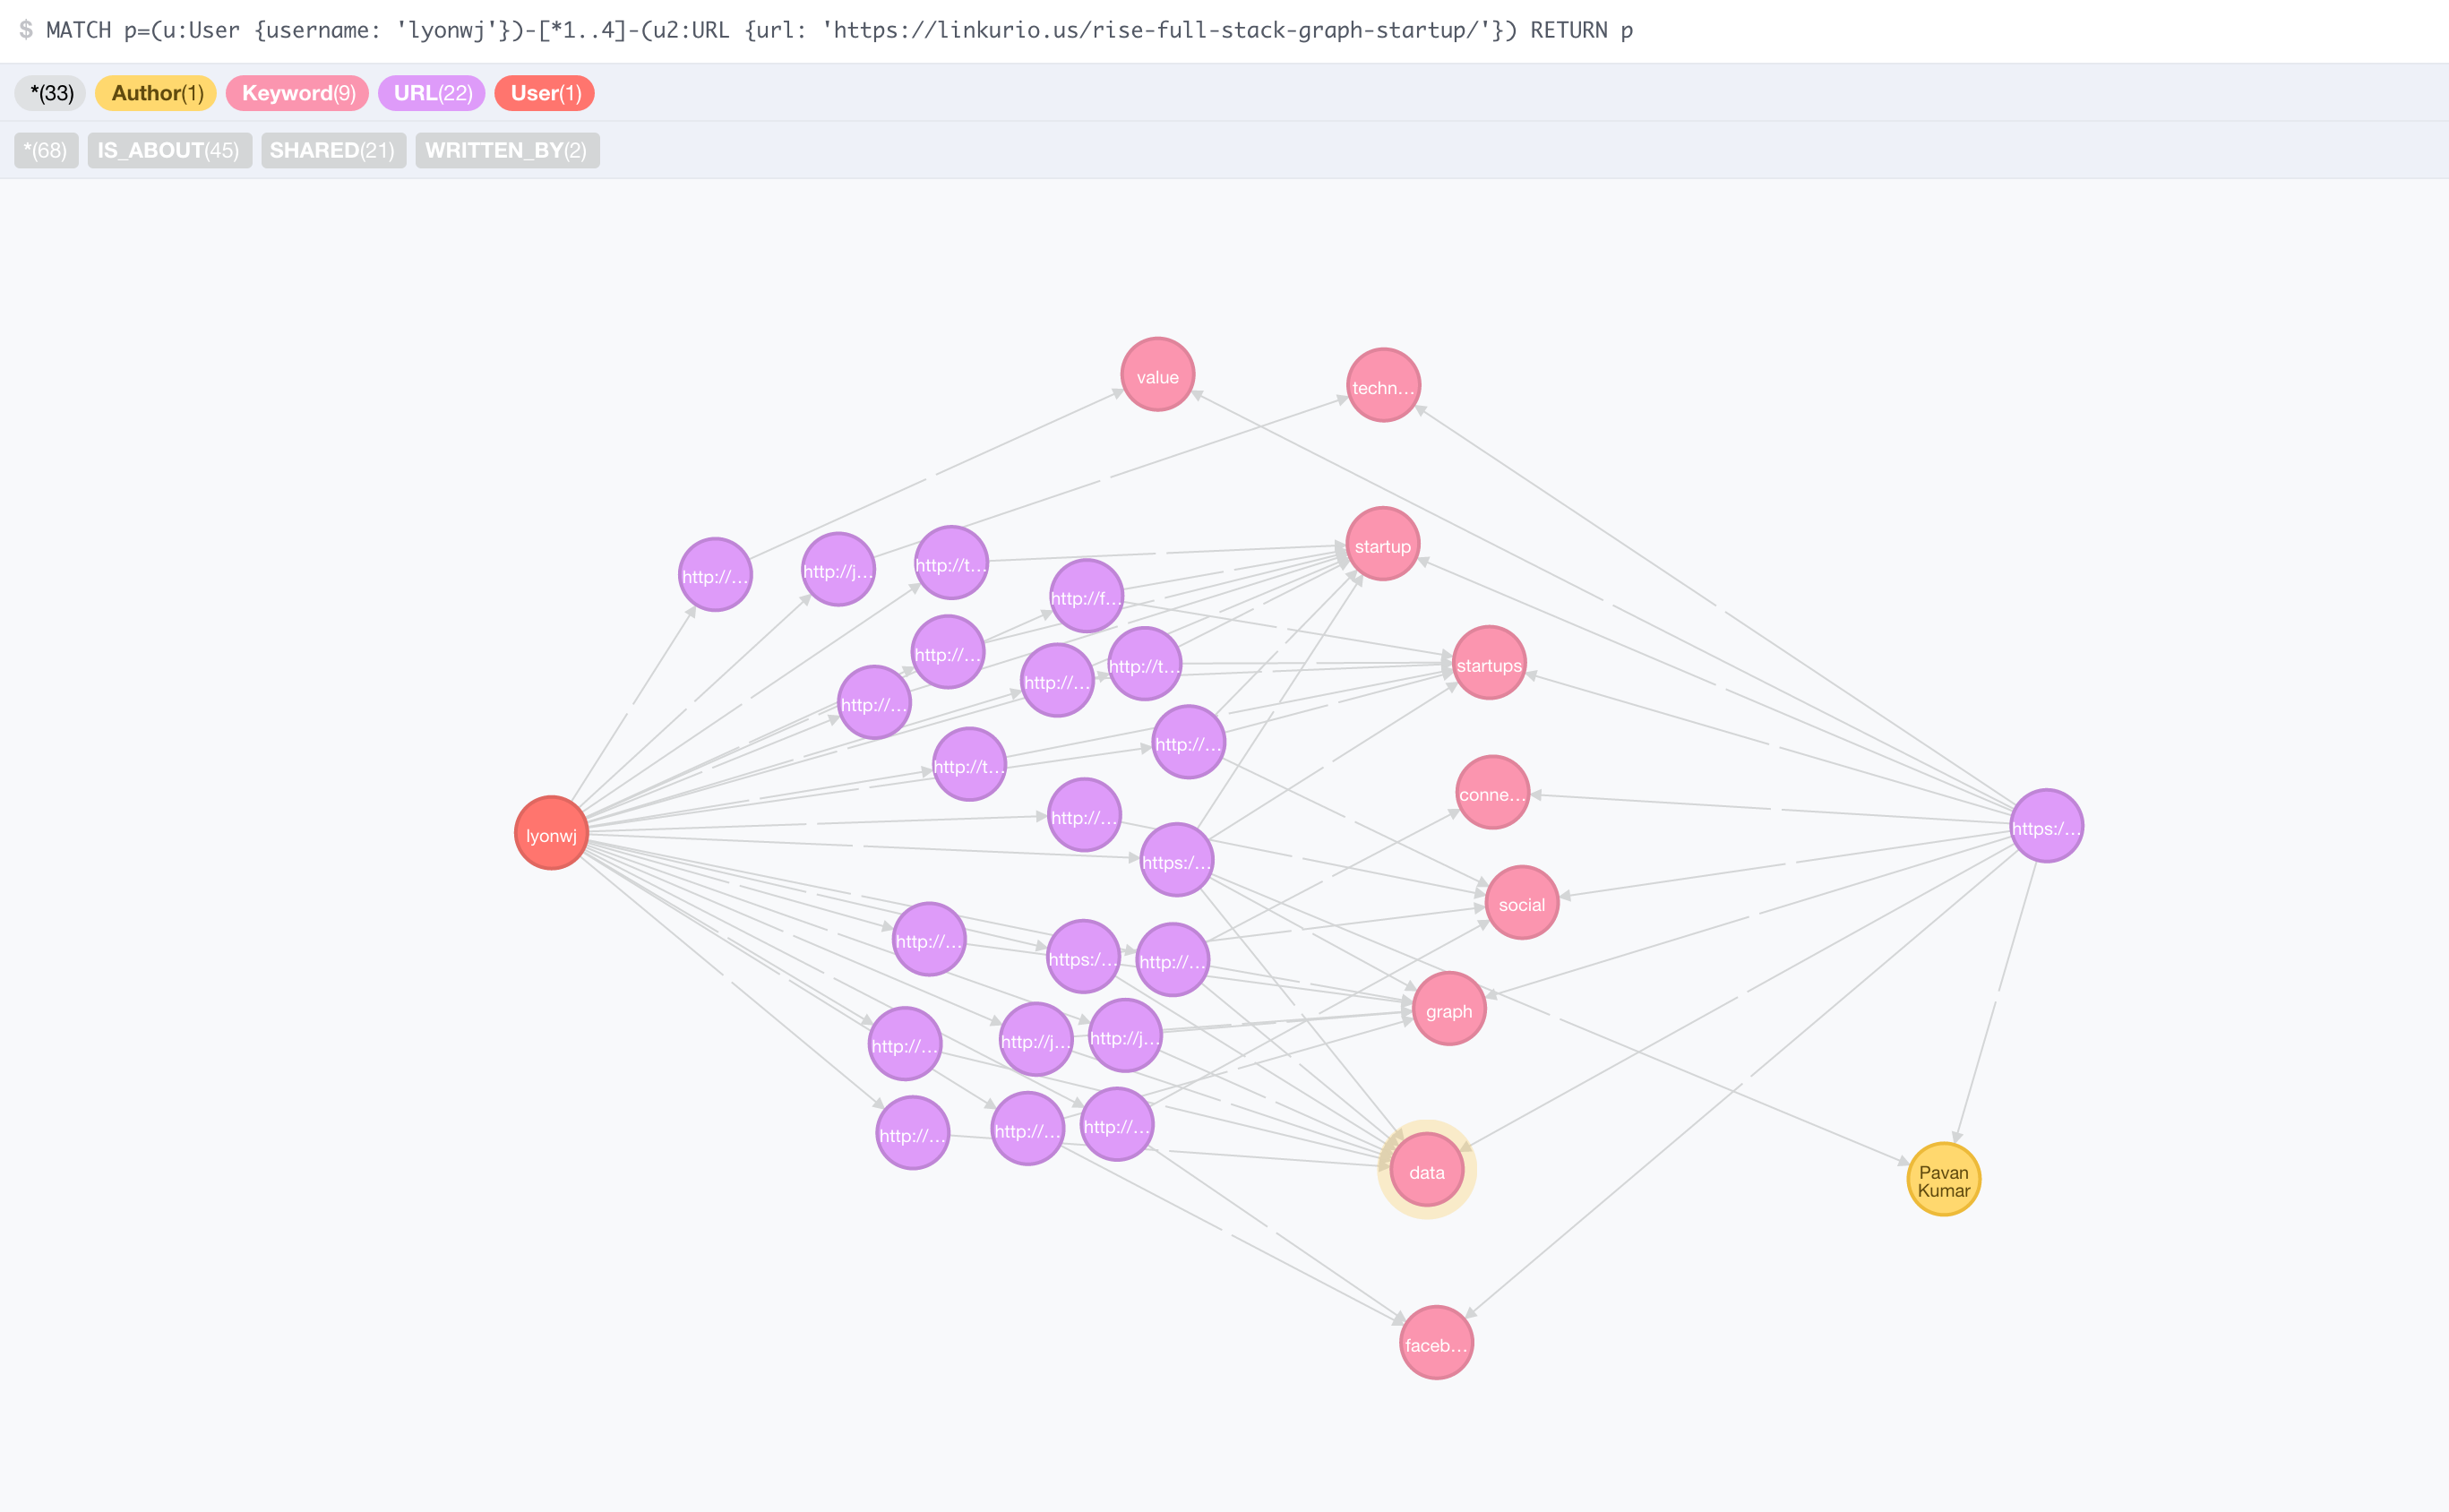 $ MATCH p=(u:User {username: 'lyonwj'})-[*1..4]-(u2:URL {url: 'https://linkurio.us/rise-full-stack-graph-startup/'}) RETURN p
*(33) Author(1) Keyword(9) URL(22) User(1)
*(68) IS_ABOUT(45) SHARED(21) WRITTEN_BY(2)
value
techn...
startup
http://t...
http://j...
http://...
http://f...
http://...
http://t...
startups
http://...
http://...
http://...
http://t...
conne...
http://...
https:/...
lyonwj
https:/...
social
http://...
https:/...
http://...
graph
http://...
http://j...
http://j...
http://...
http://...
http://...
data
Pavan
Kumar
faceb...